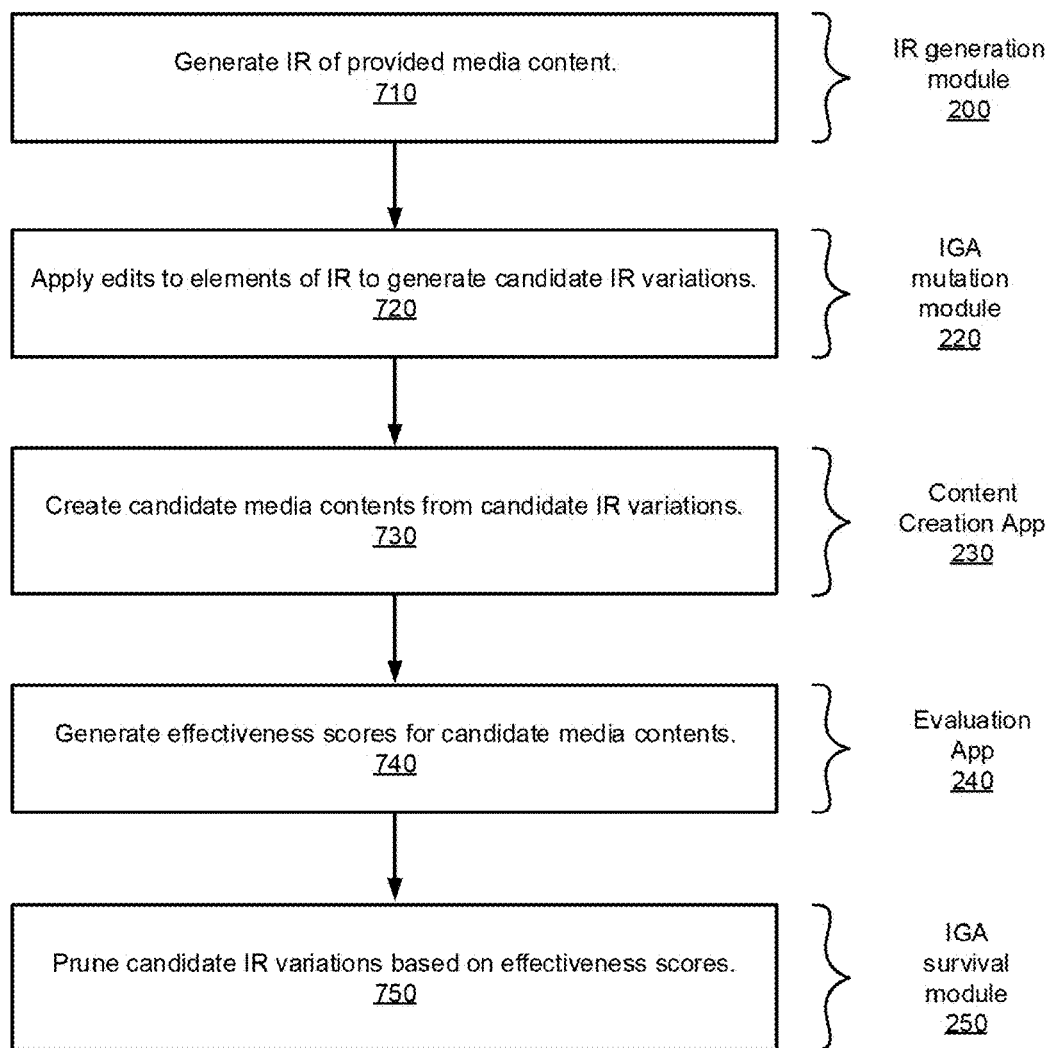 Generate IR of provided media content.
710
IR generation
module
200
Apply edits to elements of IR to generate candidate IR variations.
720
IGA
mutation
module
220
Create candidate media contents from candidate IR variations.
730
Content
Creation App
230
Generate effectiveness scores for candidate media contents.
740
Evaluation
App
240
Prune candidate IR variations based on effectiveness scores.
750
IGA
survival
module
250